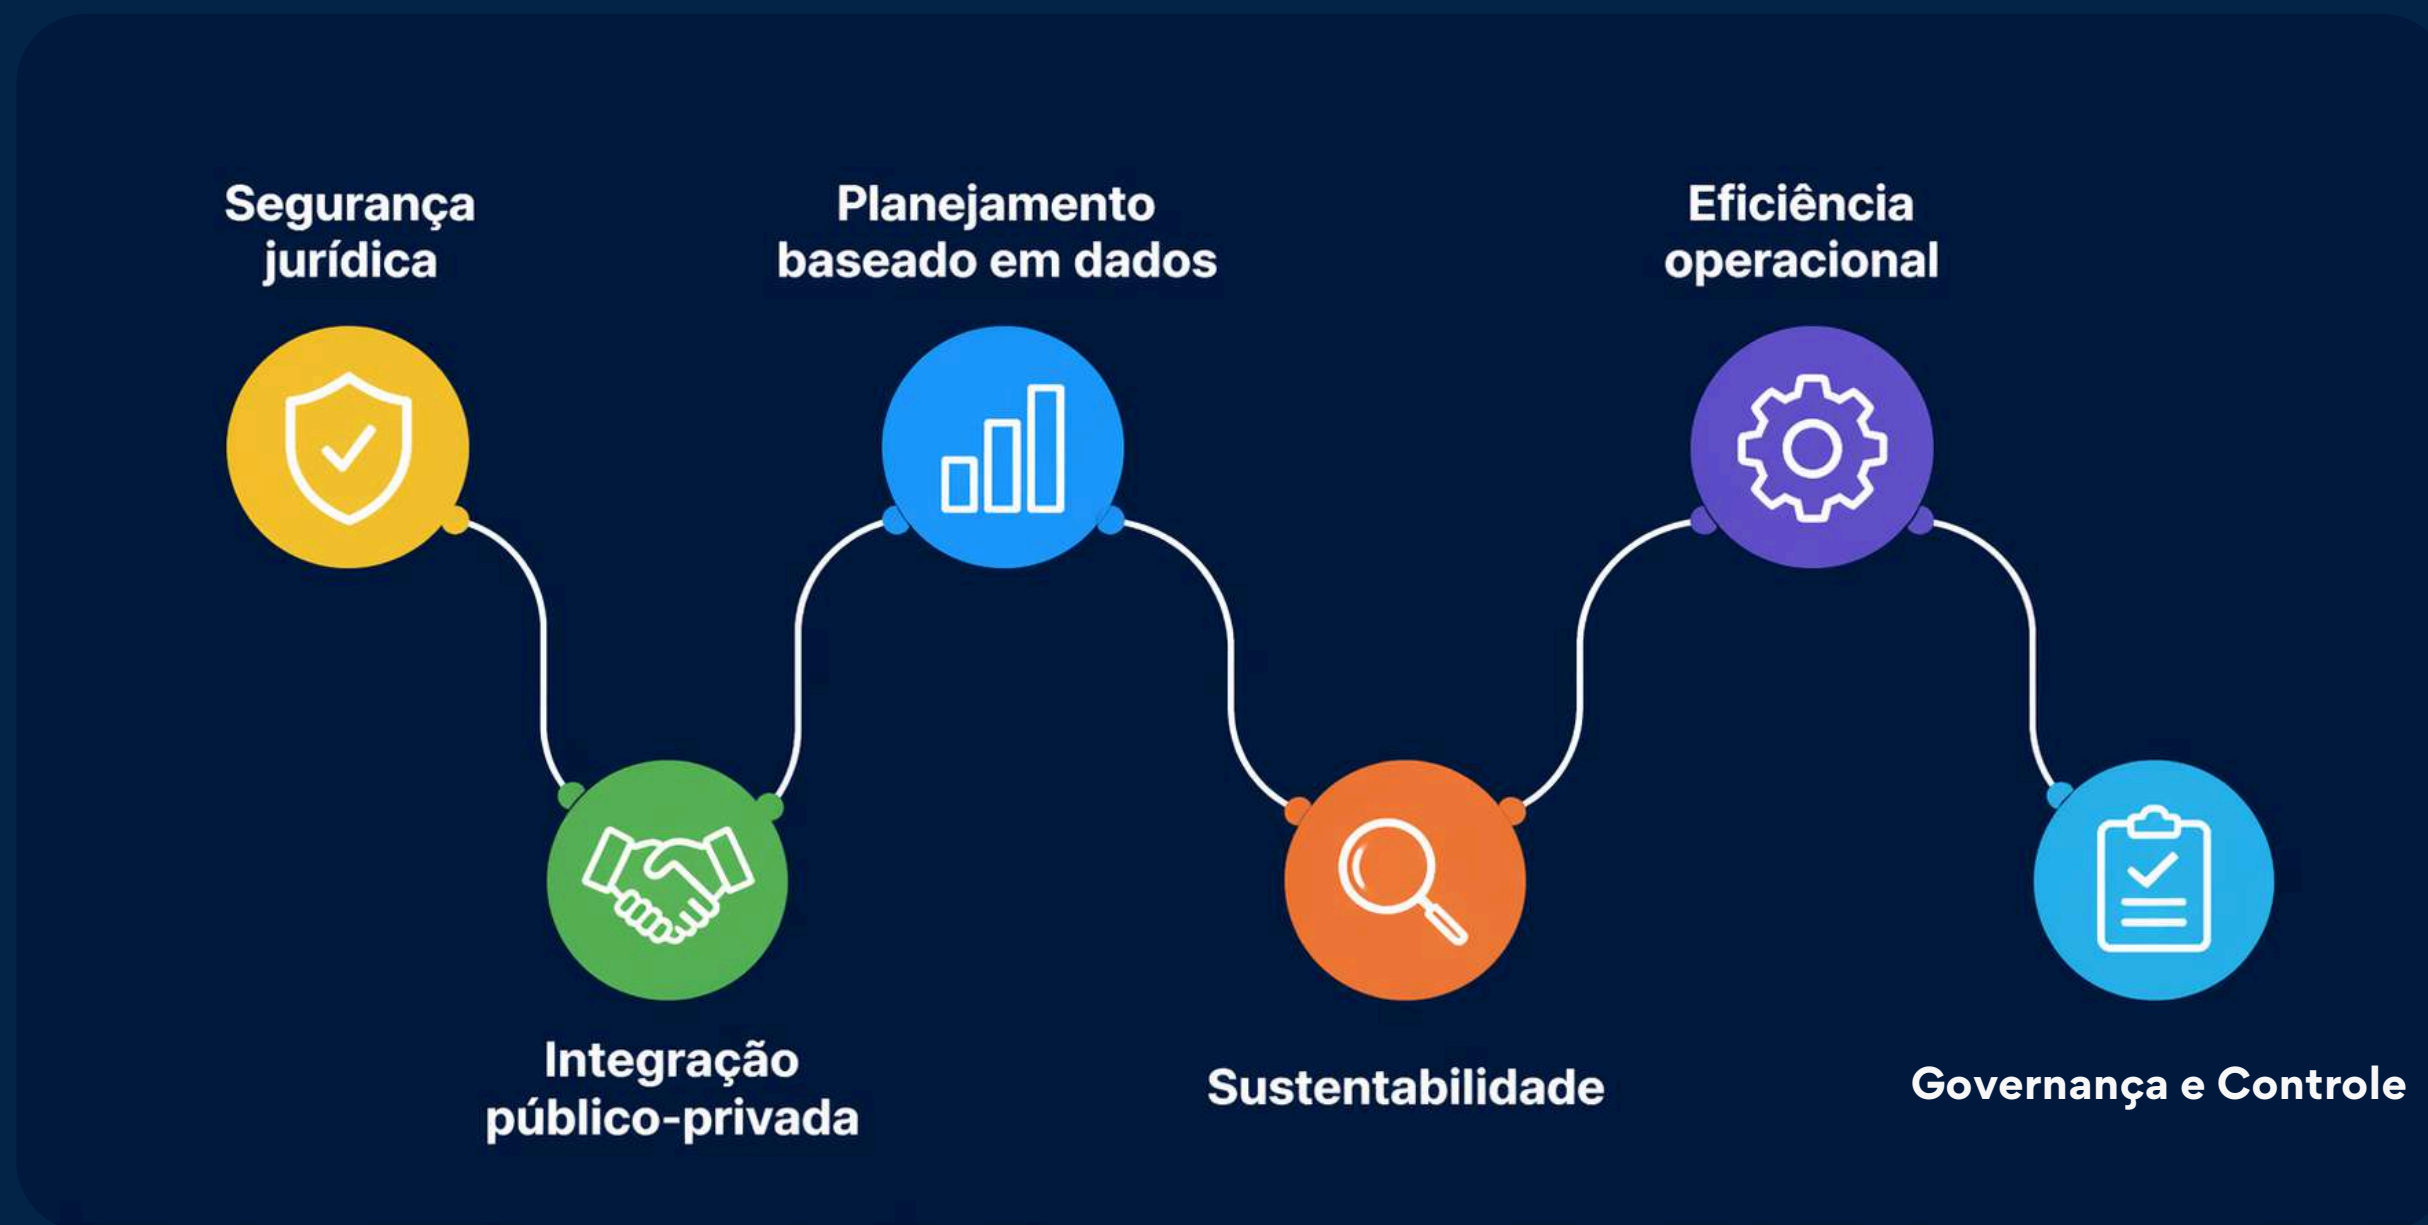 Segurança
jurídica
Integração
público-privada
Planejamento
baseado em dados
Sustentabilidade
Eficiência
operacional
Governança e Controle